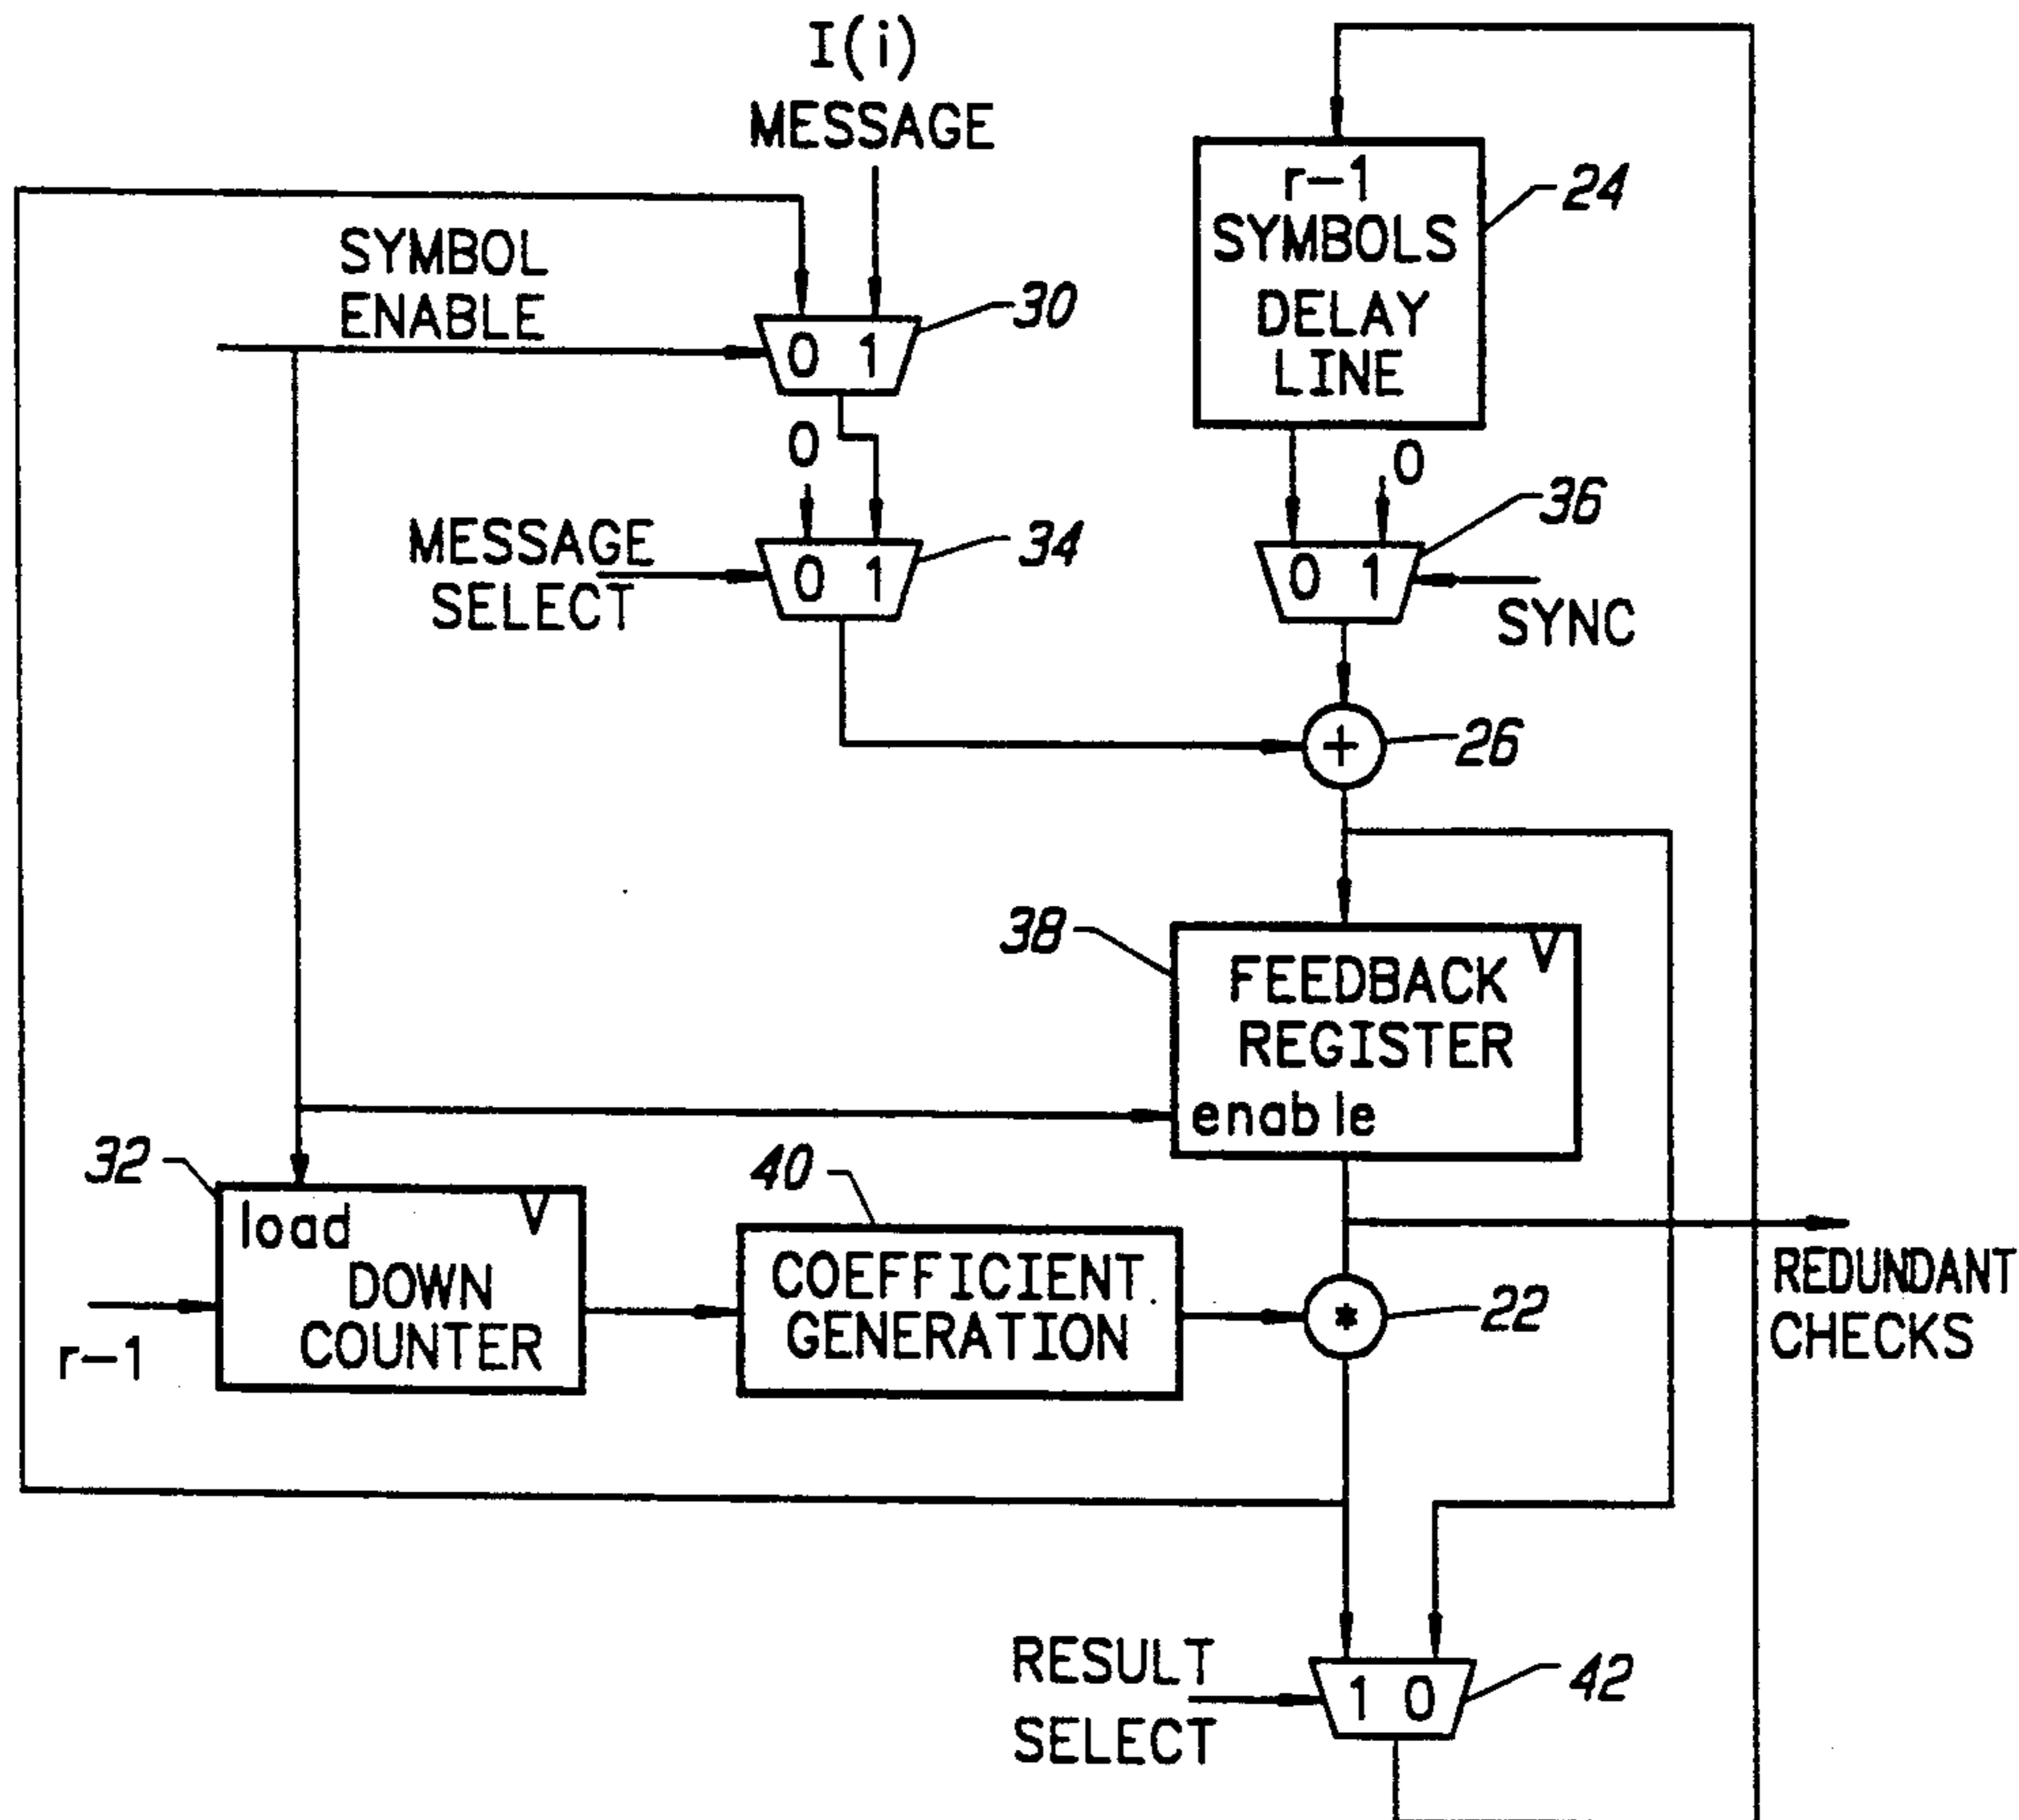 I(i)
MESSAGE
r-1
SYMBOLS
DELAY
LINE
24
SYMBOL
ENABLE
0 1
30
0
0
MESSAGE
SELECT
0 1
34
0 1
36
SYNC
+
26
38
FEEDBACK
REGISTER
enable
32
load
DOWN
COUNTER
r-1
40
COEFFICIENT
GENERATION
*
22
REDUNDANT
CHECKS
RESULT
SELECT
1 0
42